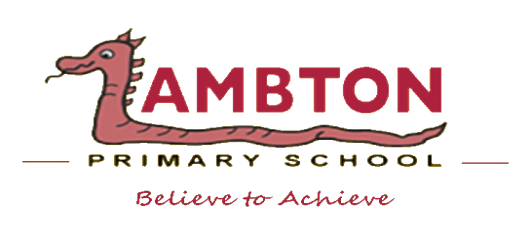 LAMBTON
PRIMARY SCHOOL
Believe to Achieve